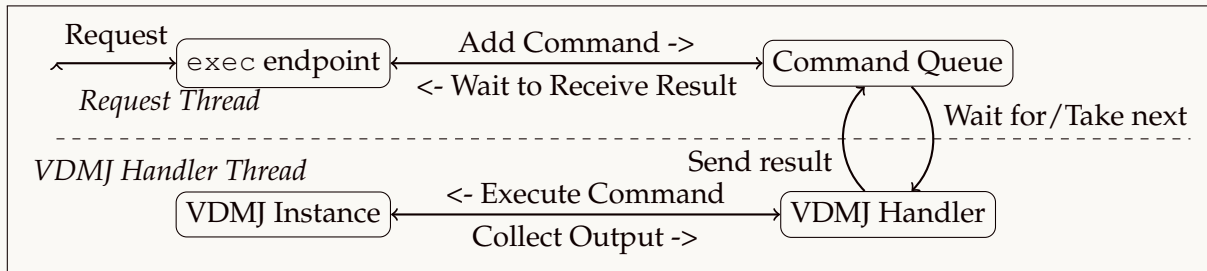 Request
Add Command ->
exec endpoint
Command Queue
<- Wait to Receive Result
Request Thread
Wait for/Take next
Send result
VDMJ Handler Thread
<- Execute Command
VDMJ Instance
VDMJ Handler
Collect Output ->